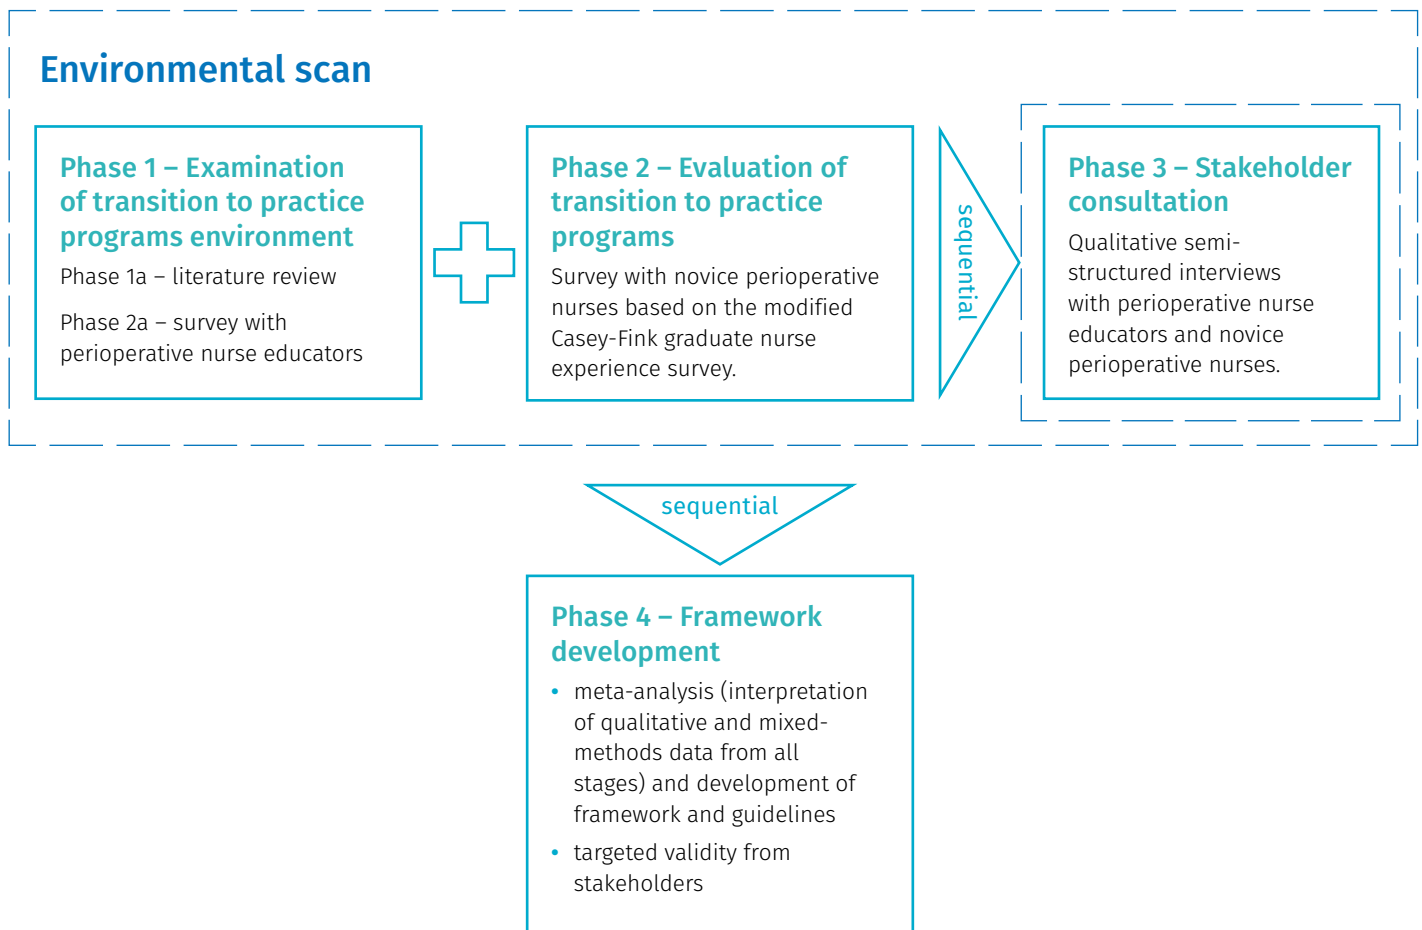 Environmental scan
Phase 1 – Examination
of transition to practice
programs environment
Phase 1a – literature review
Phase 2a – survey with
perioperative nurse educators
Phase 2 – Evaluation of
transition to practice
programs
Survey with novice perioperative
nurses based on the modified
Casey-Fink graduate nurse
experience survey.
sequential
Phase 3 – Stakeholder
consultation
Qualitative semi-
structured interviews
with perioperative nurse
educators and novice
perioperative nurses.
sequential
Phase 4 – Framework
development
• meta-analysis (interpretation
of qualitative and mixed-
methods data from all
stages) and development of
framework and guidelines
• targeted validity from
stakeholders